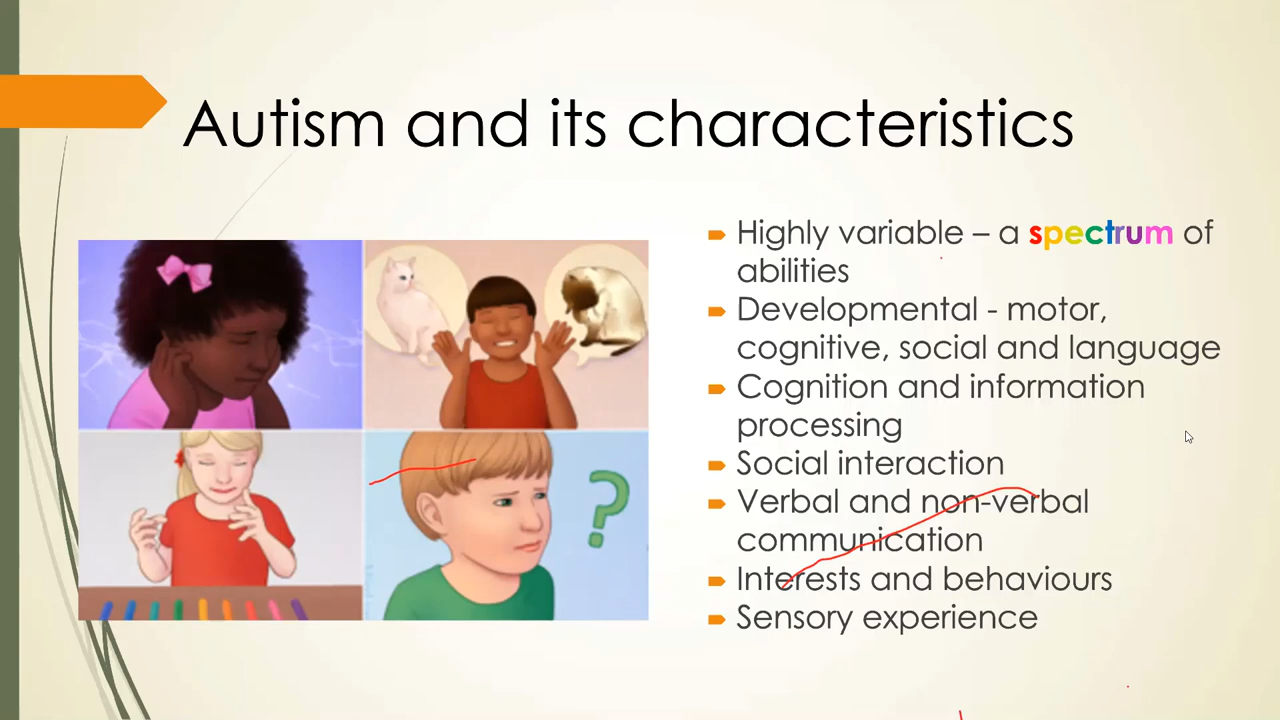 Autism and its characteristics
Highly variable – a spectrum of
abilities
Developmental - motor,
cognitive, social and language
Cognition and information
processing
Social interaction
Verbal and non-verbal
communication
Interests and behaviours
Sensory experience
?